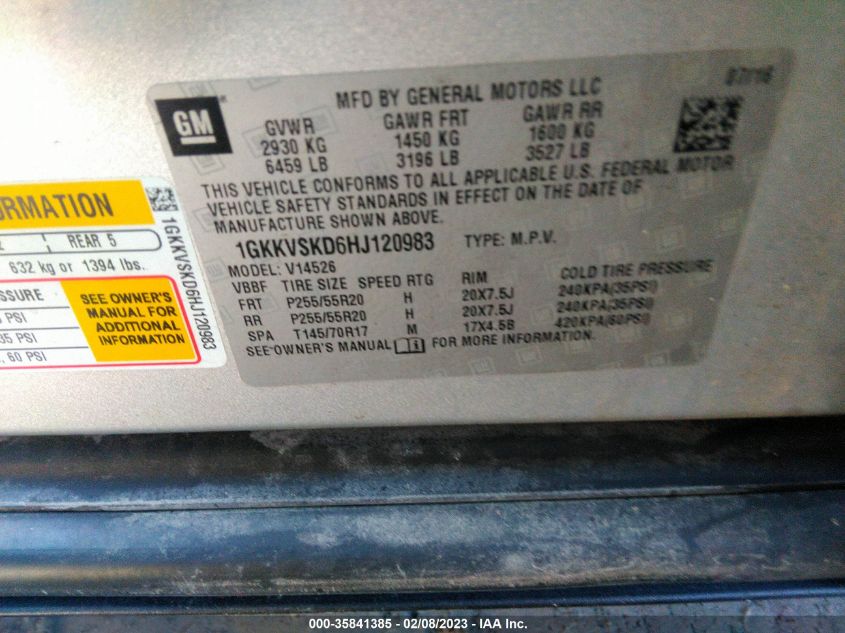 GM
MFD BY GENERAL MOTORS LLC
07/16
GVWR GAWR FRT GAWR RR
2930 KG 1450 KG 1600 KG
6459 LB 3196 LB 3527 LB
THIS VEHICLE CONFORMS TO ALL APPLICABLE U.S. FEDERAL MOTOR
VEHICLE SAFETY STANDARDS IN EFFECT ON THE DATE OF
MANUFACTURE SHOWN ABOVE.
1GKKVSKD6HJ120983 TYPE: M.P.V.
MODEL: V14526
VBBF TIRE SIZE SPEED RTG RIM COLD TIRE PRESSURE
FRT P255/55R20 H 20X7.5J 240KPA(35PSI)
RR P255/55R20 H 20X7.5J 240KPA(35PSI)
SPA T145/70R17 M 17X4.5B 420KPA(60PSI)
SEE OWNER'S MANUAL FOR MORE INFORMATION.
ORMATION
REAR 5
632 kg or 1394 lbs.
SSURE
PSI
35 PSI
, 60 PSI
SEE OWNER'S
MANUAL FOR
ADDITIONAL
INFORMATION
1GKKVSKD6HJ120983
000-35841385 - 02/08/2023 - IAA Inc.